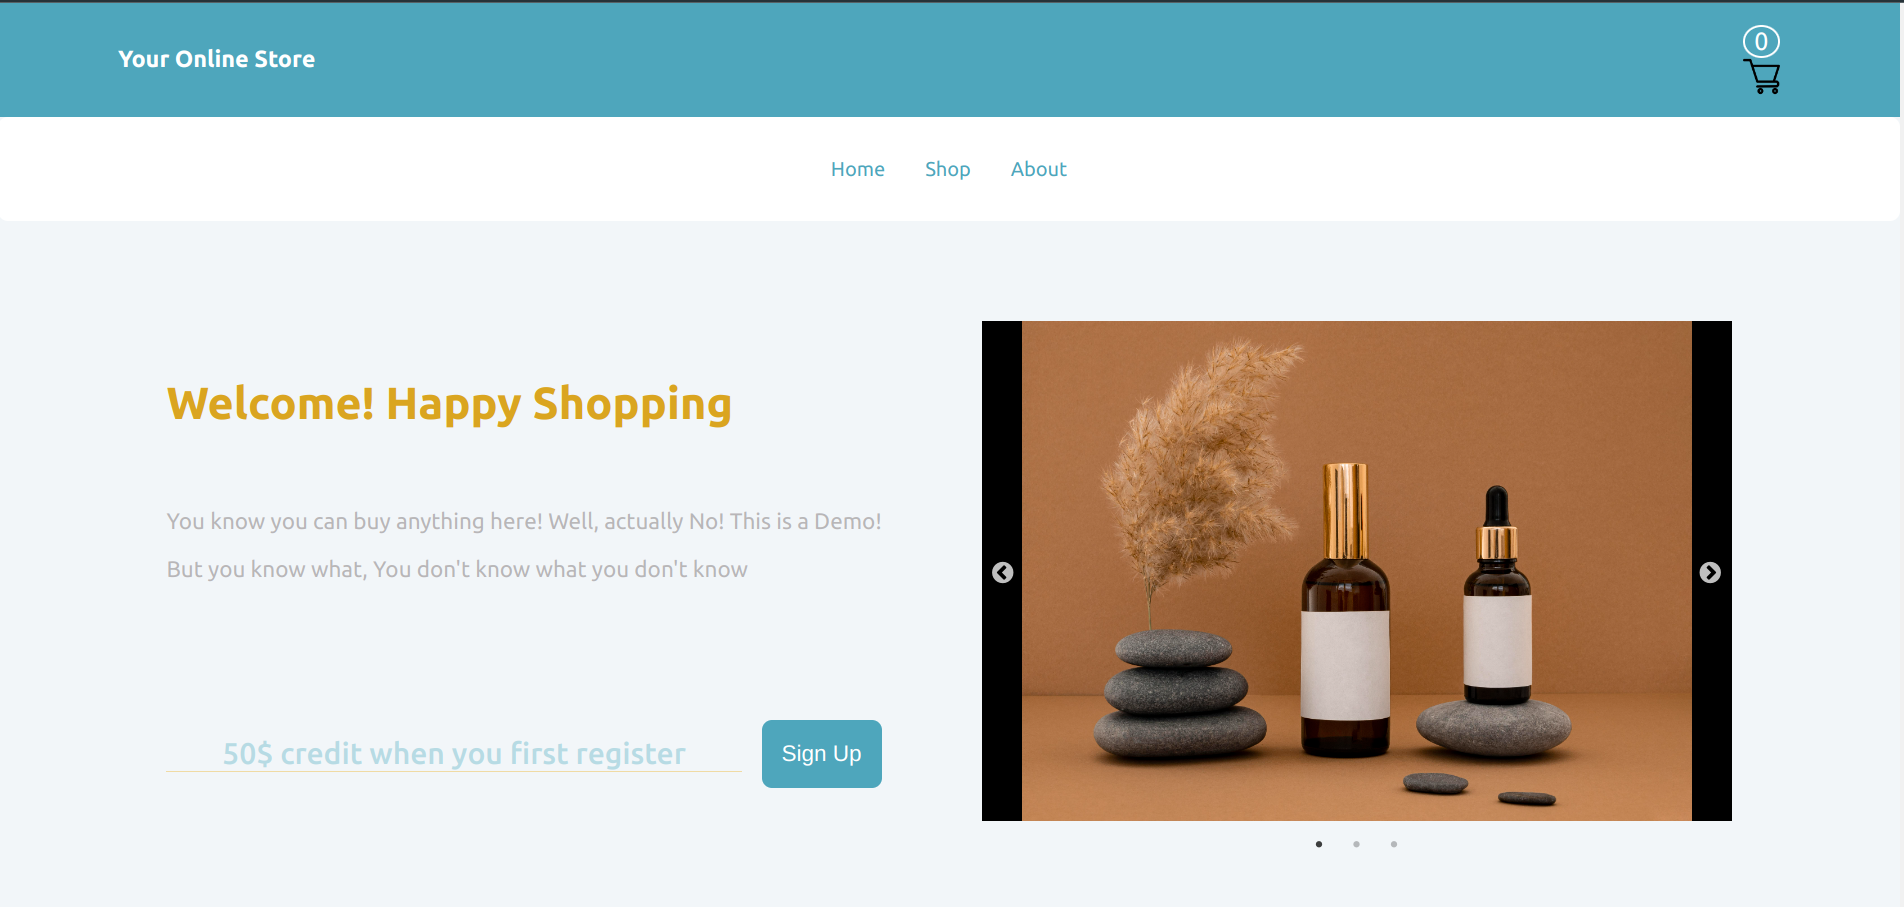 Your Online Store
0
Home Shop About
Welcome! Happy Shopping
You know you can buy anything here! Well, actually No! This is a Demo!
But you know what, You don't know what you don't know
50$ credit when you first register
Sign Up